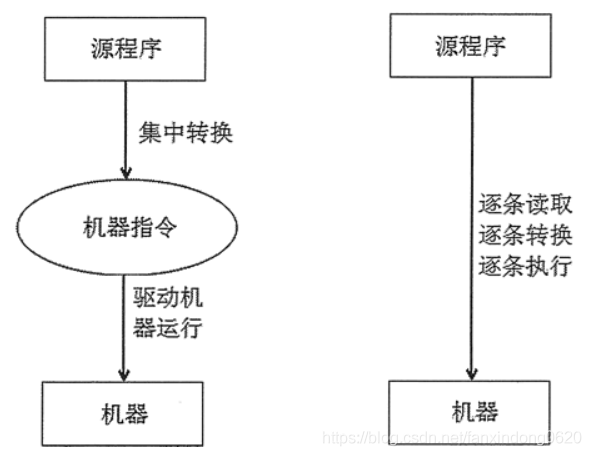 源程序
集中转换
机器指令
驱动机
器运行
机器
源程序
逐条读取
逐条转换
逐条执行
机器
https://blog.csdn.net/fanxindong0620